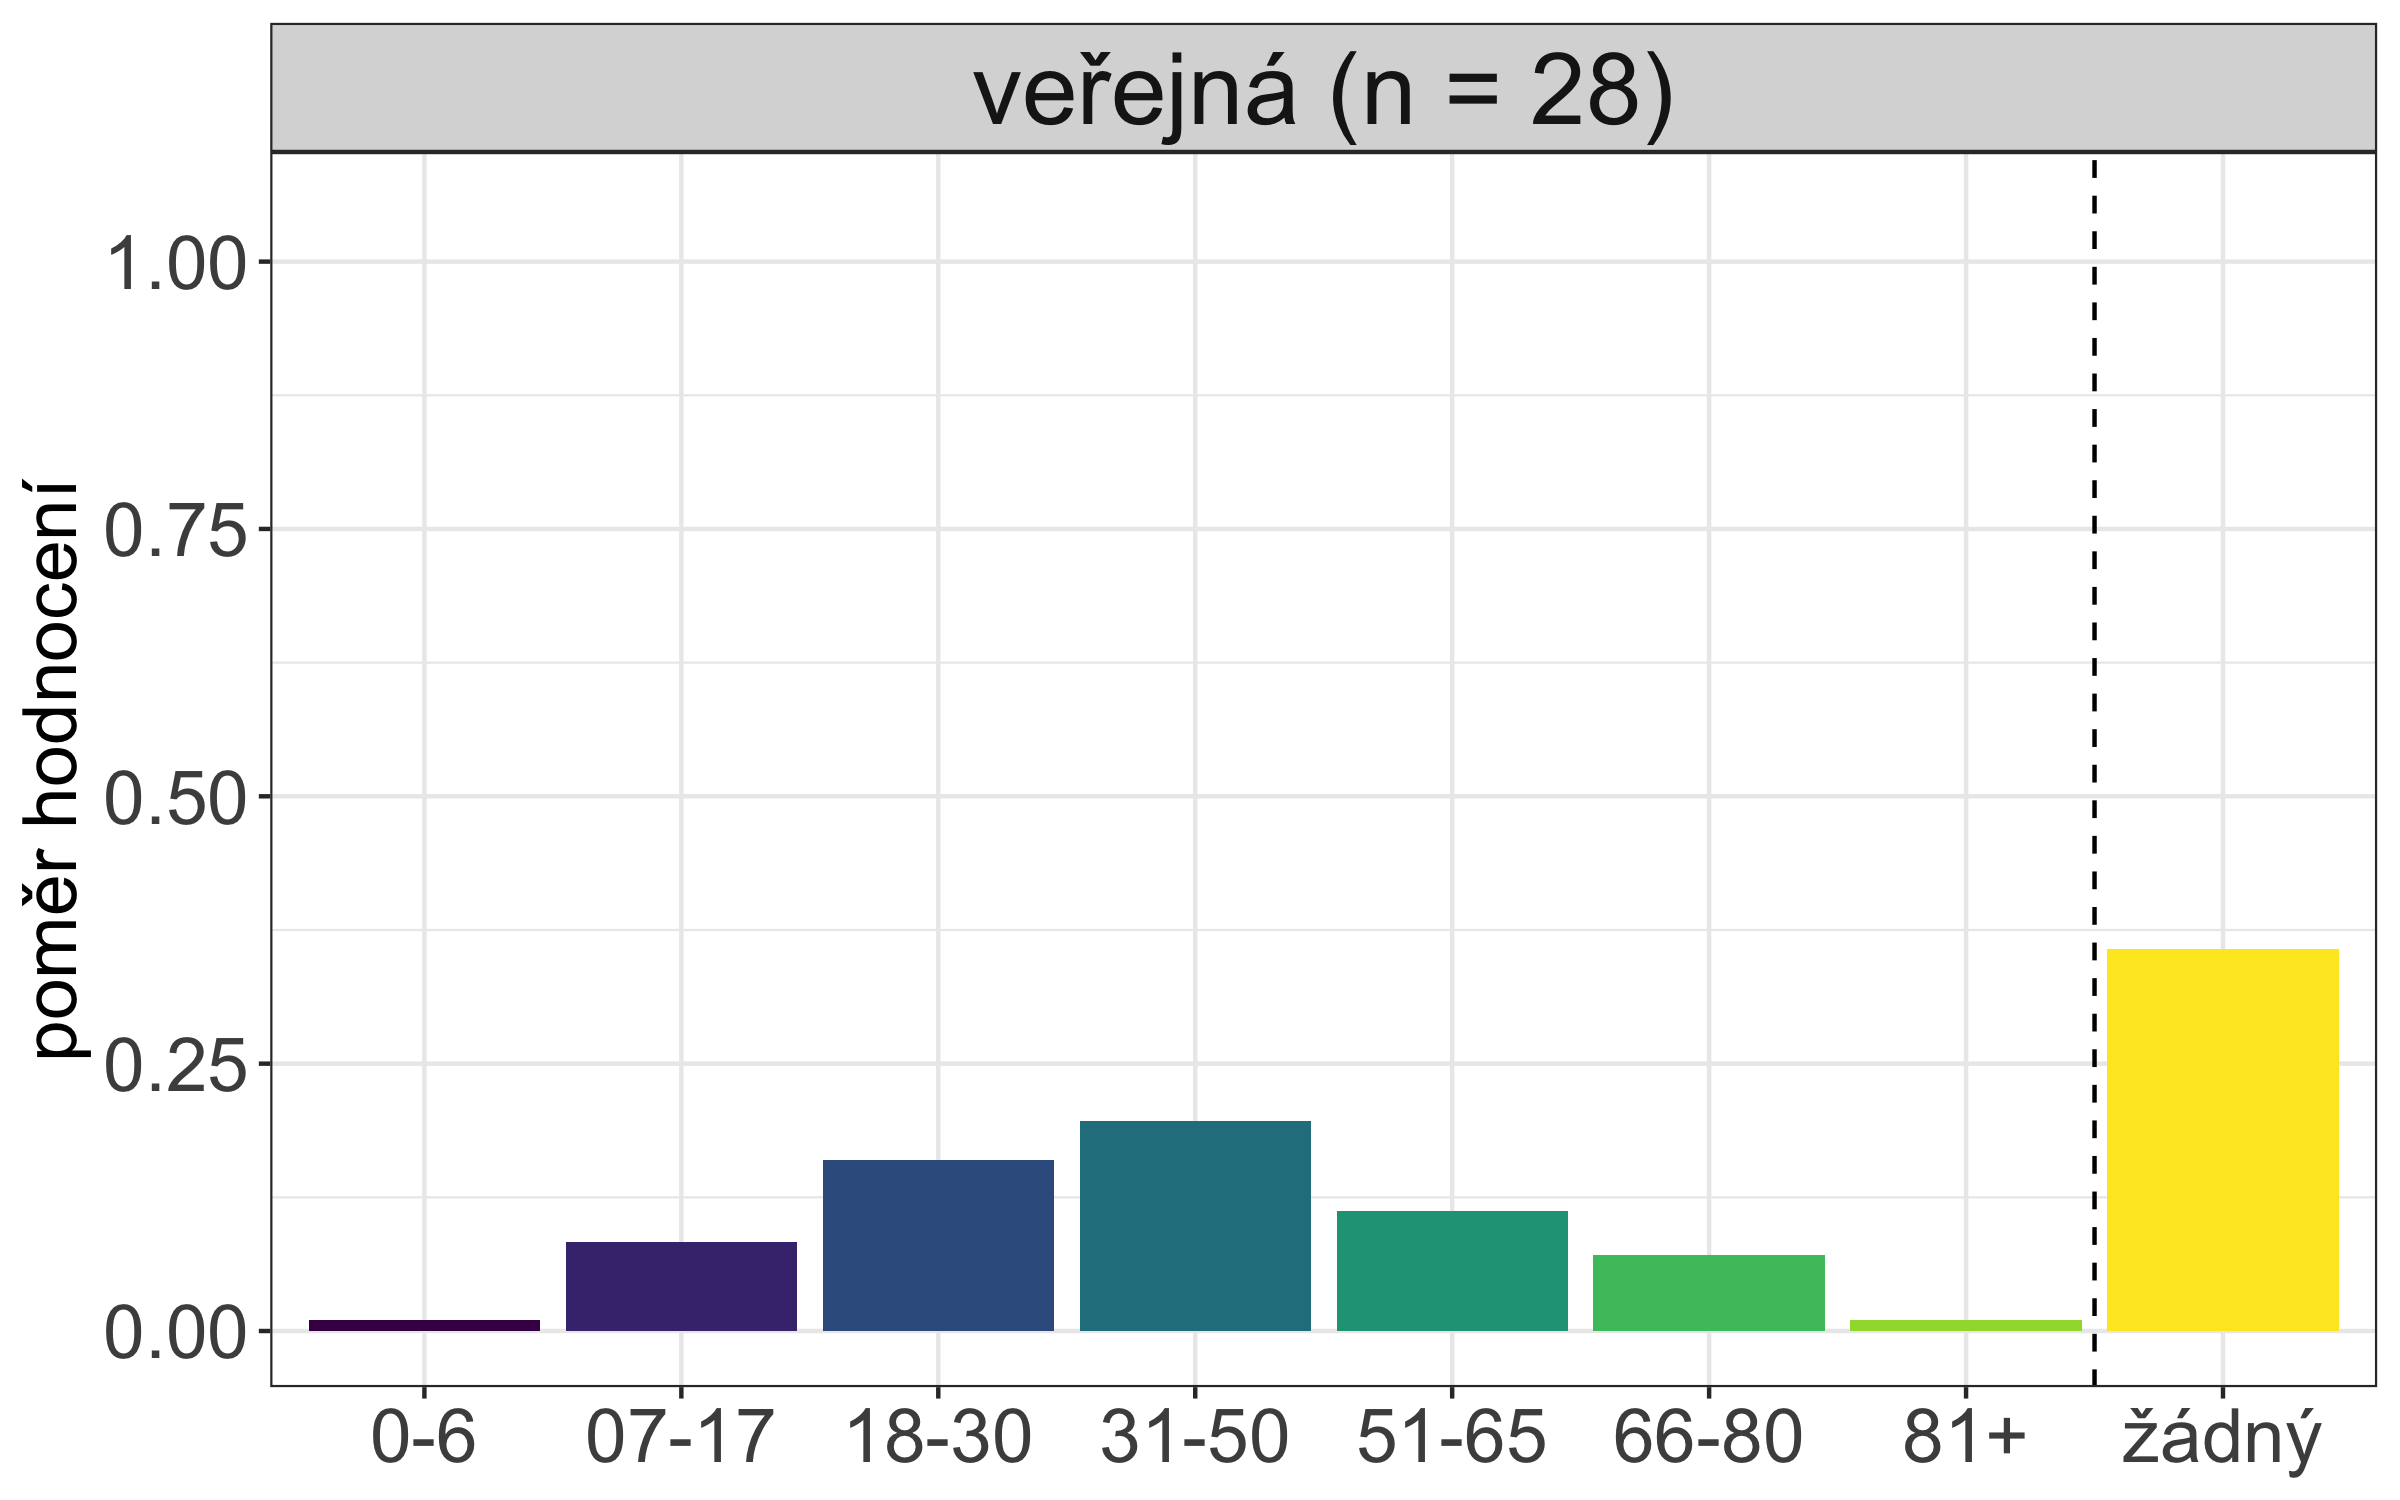 veřejná (n = 28)
poměr hodnocení
1.00
0.75
0.50
0.25
0.00
0-6 07-17 18-30 31-50 51-65 66-80 81+ žádný